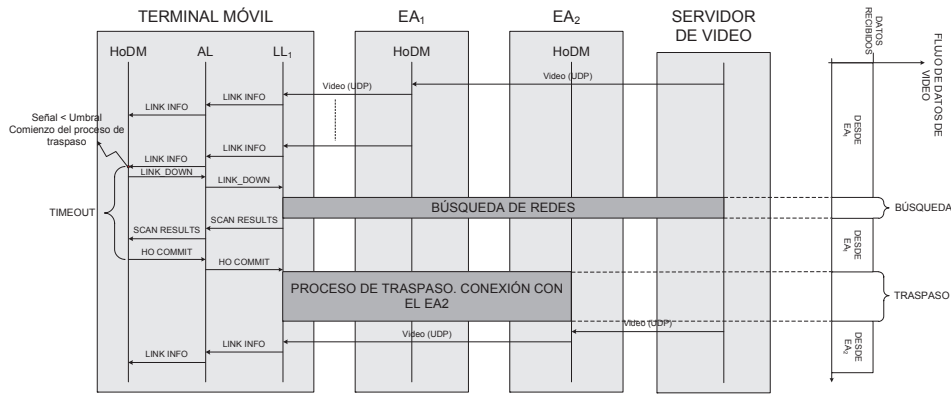 TERMINAL MÓVIL
EA1
EA2
SERVIDOR
DE VIDEO
HoDM
AL
LL1
HoDM
HoDM
DATOS
RECIBIDOS
FLUJO DE DATOS DE
VIDEO
Video (UDP)
Video (UDP)
LINK INFO
LINK INFO
DESDE
EA1
Señal < Umbral
Comienzo del proceso de
traspaso
LINK INFO
LINK INFO
LINK_DOWN
LINK_DOWN
TIMEOUT
BÚSQUEDA DE REDES
BÚSQUEDA
SCAN RESULTS
SCAN RESULTS
HO COMMIT
HO COMMIT
DESDE
EA1
PROCESO DE TRASPASO. CONEXIÓN CON
EL EA2
TRASPASO
Video (UDP)
Video (UDP)
LINK INFO
LINK INFO
DESDE
EA2